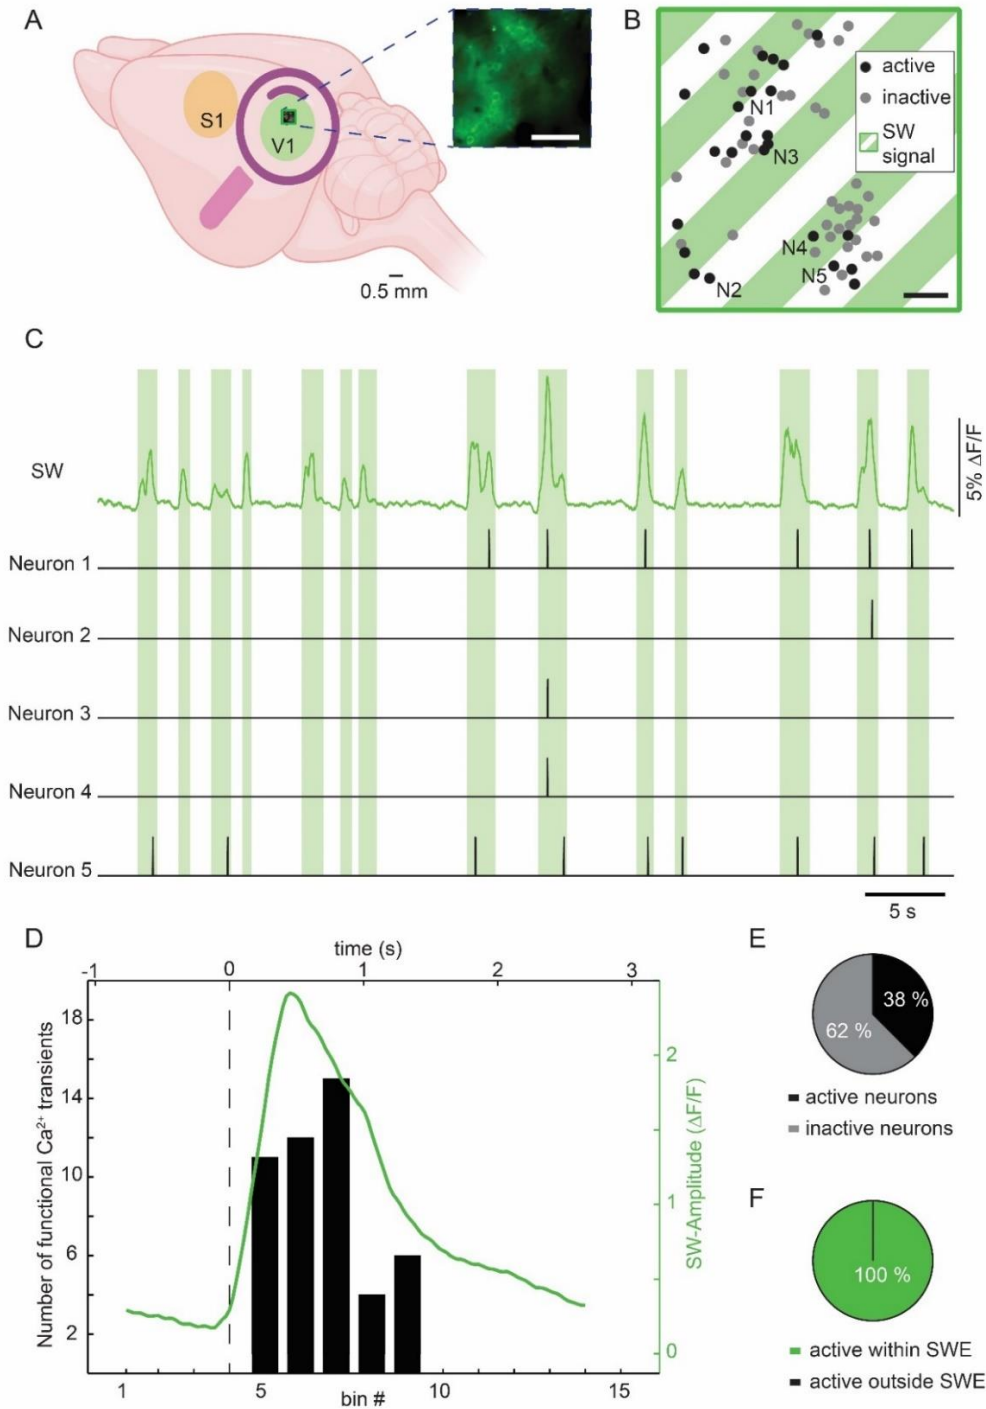 A
S1
V1
0.5 mm
B
active
inactive
SW
signal
N1
N3
N4
N5
N2
C
SW
5% ΔF/F
Neuron 1
Neuron 2
Neuron 3
Neuron 4
Neuron 5
5 s
D
time (s)
-1 0 1 2 3
Number of functional Ca²⁺ transients
18
14
10
6
2
SW-Amplitude (ΔF/F)
2
1
0
1 5 10 15
bin #
E
38 %
62 %
active neurons
inactive neurons
F
100 %
active within SWE
active outside SWE